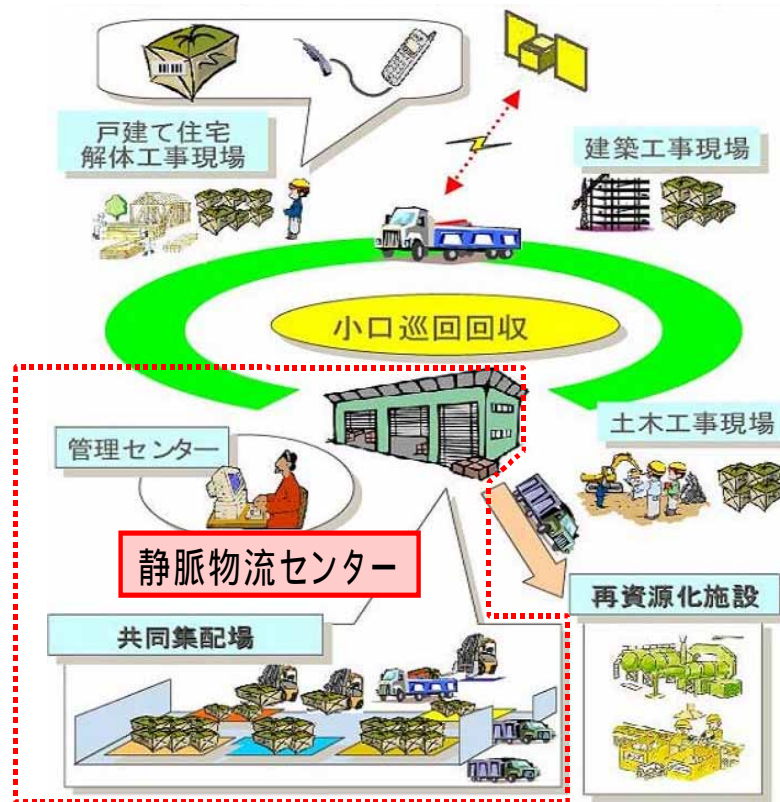 戸建て住宅
解体工事現場
建築工事現場
小口巡回回収
管理センター
土木工事現場
静脈物流センター
再資源化施設
共同集配場